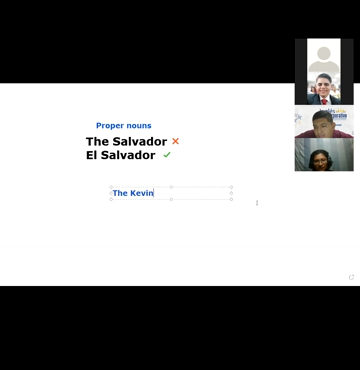 Proper nouns
The Salvador
El Salvador
The Kevin